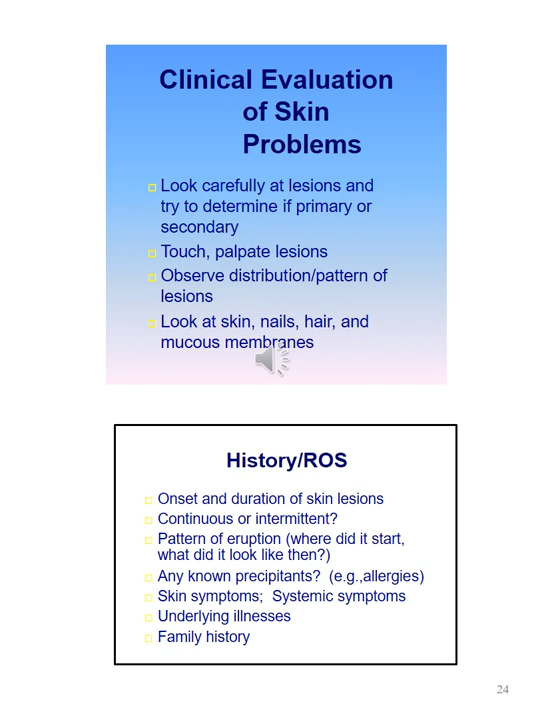 Clinical Evaluation
of Skin
Problems
Look carefully at lesions and
try to determine if primary or
secondary
Touch, palpate lesions
Observe distribution/pattern of
lesions
Look at skin, nails, hair, and
mucous membranes
History/ROS
Onset and duration of skin lesions
Continuous or intermittent?
Pattern of eruption (where did it start,
what did it look like then?)
Any known precipitants?  (e.g.,allergies)
Skin symptoms;  Systemic symptoms
Underlying illnesses
Family history
24